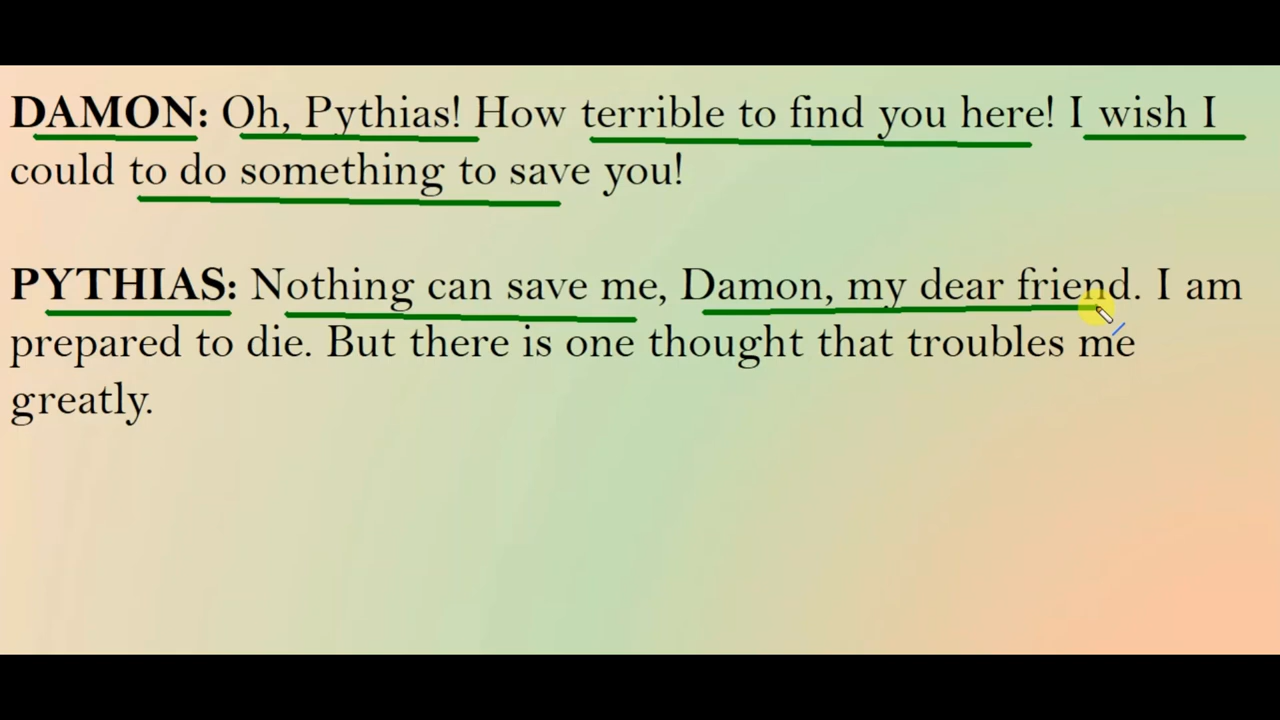 DAMON: Oh, Pythias! How terrible to find you here! I wish I
could to do something to save you!
PYTHIAS: Nothing can save me, Damon, my dear friend. I am
prepared to die. But there is one thought that troubles me
greatly.